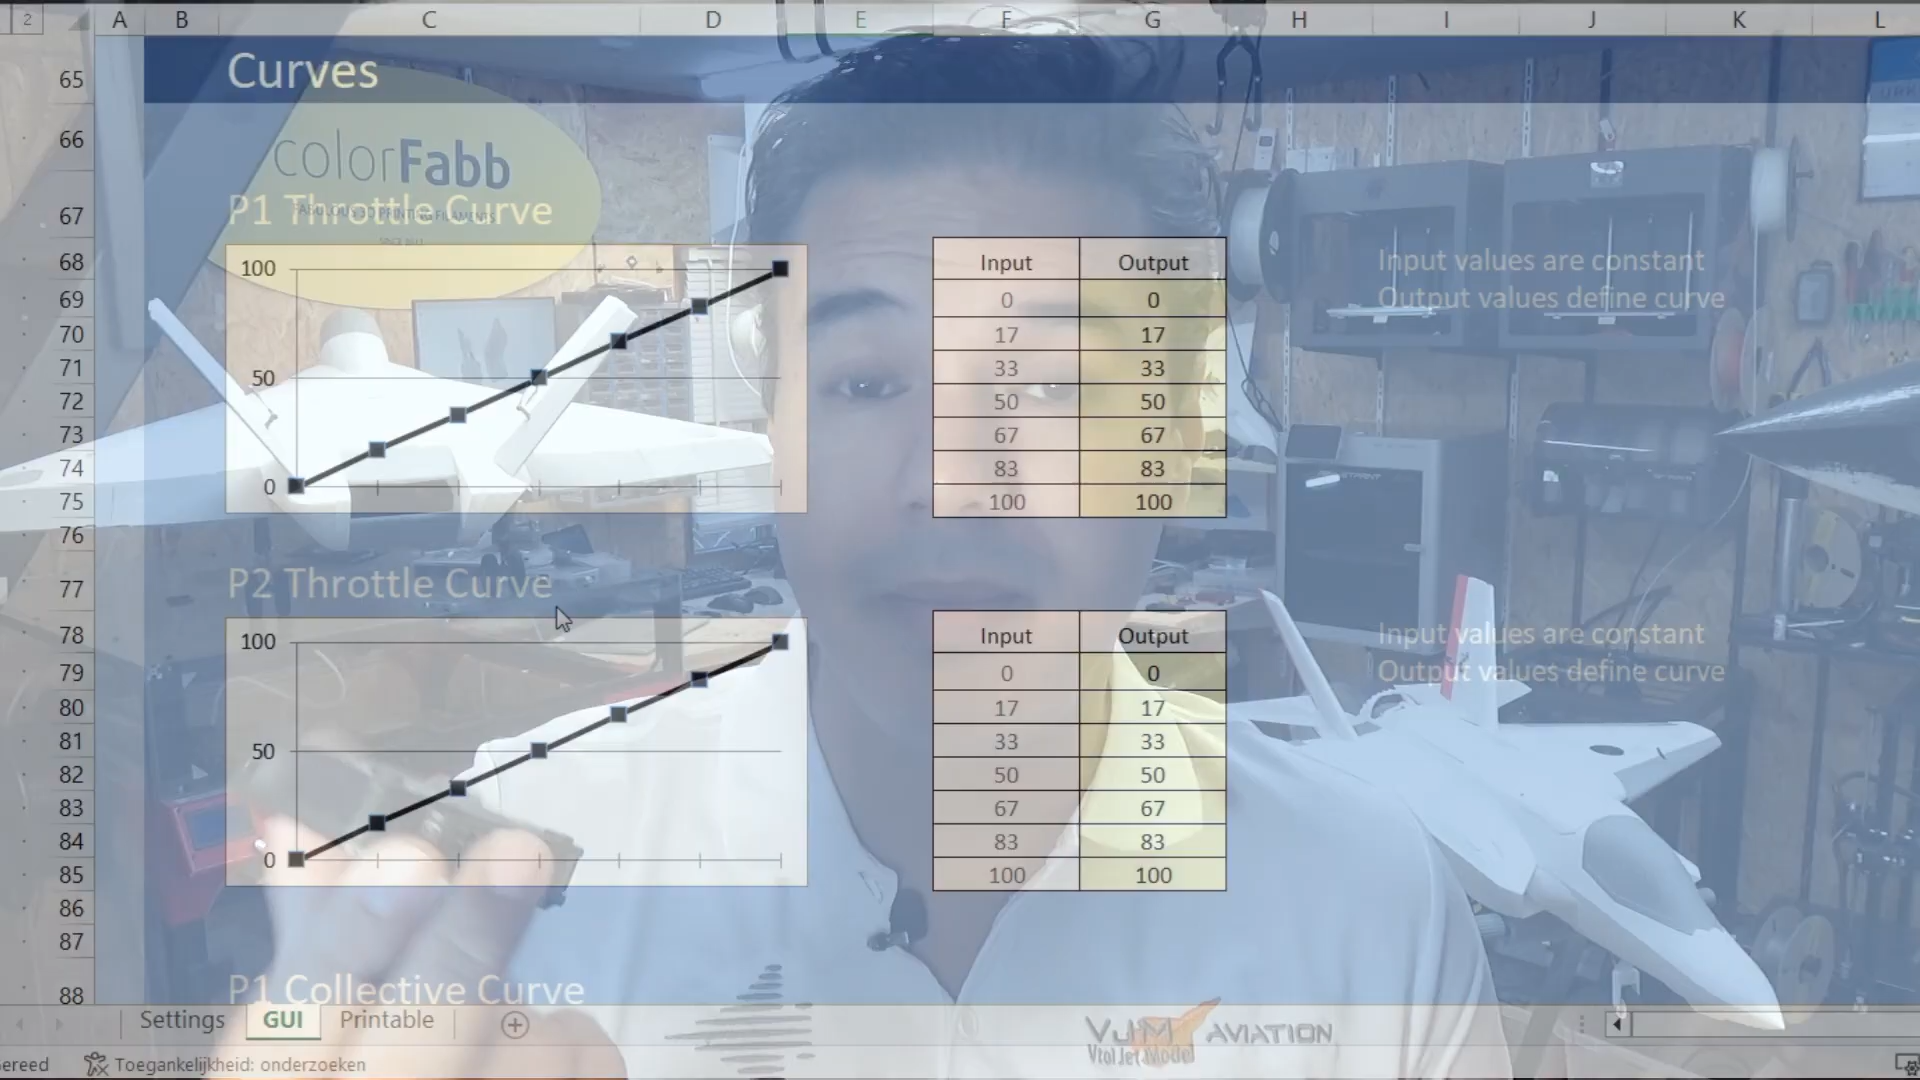 2 A B C D E F G H I J K L
65 Curves
66
colorFabb
67 P1 Throttle Curve
FABULOUS 3D PRINTING FILAMENTS
68 100 Input Output Input values are constant
69 0 0 Output values define curve
70 17 17
71 50 33 33
72 50 50
73 67 67
74 0 83 83
75 100 100
76
77 P2 Throttle Curve
78 100 Input Output Input values are constant
79 0 0 Output values define curve
80 17 17
81 50 33 33
82 50 50
83 67 67
84 0 83 83
85 100 100
86
87
88 P1 Collective Curve
Settings GUI Printable
VJM AVIATION
Vtol Jet Model
ereed Toegankelijkheid: onderzoeken